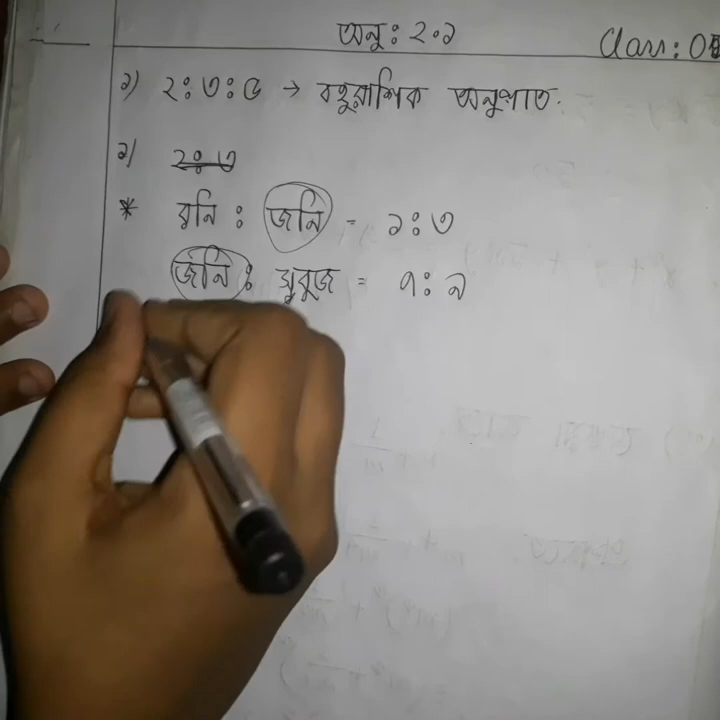 অনু: ২.১ Class: 0
১) ২:৩:৫ → বহুরাশিক অনুপাত.
২) ২:৩
* রনি : জনি = ২:৩
জনি : সুবুজ = ৭:৯